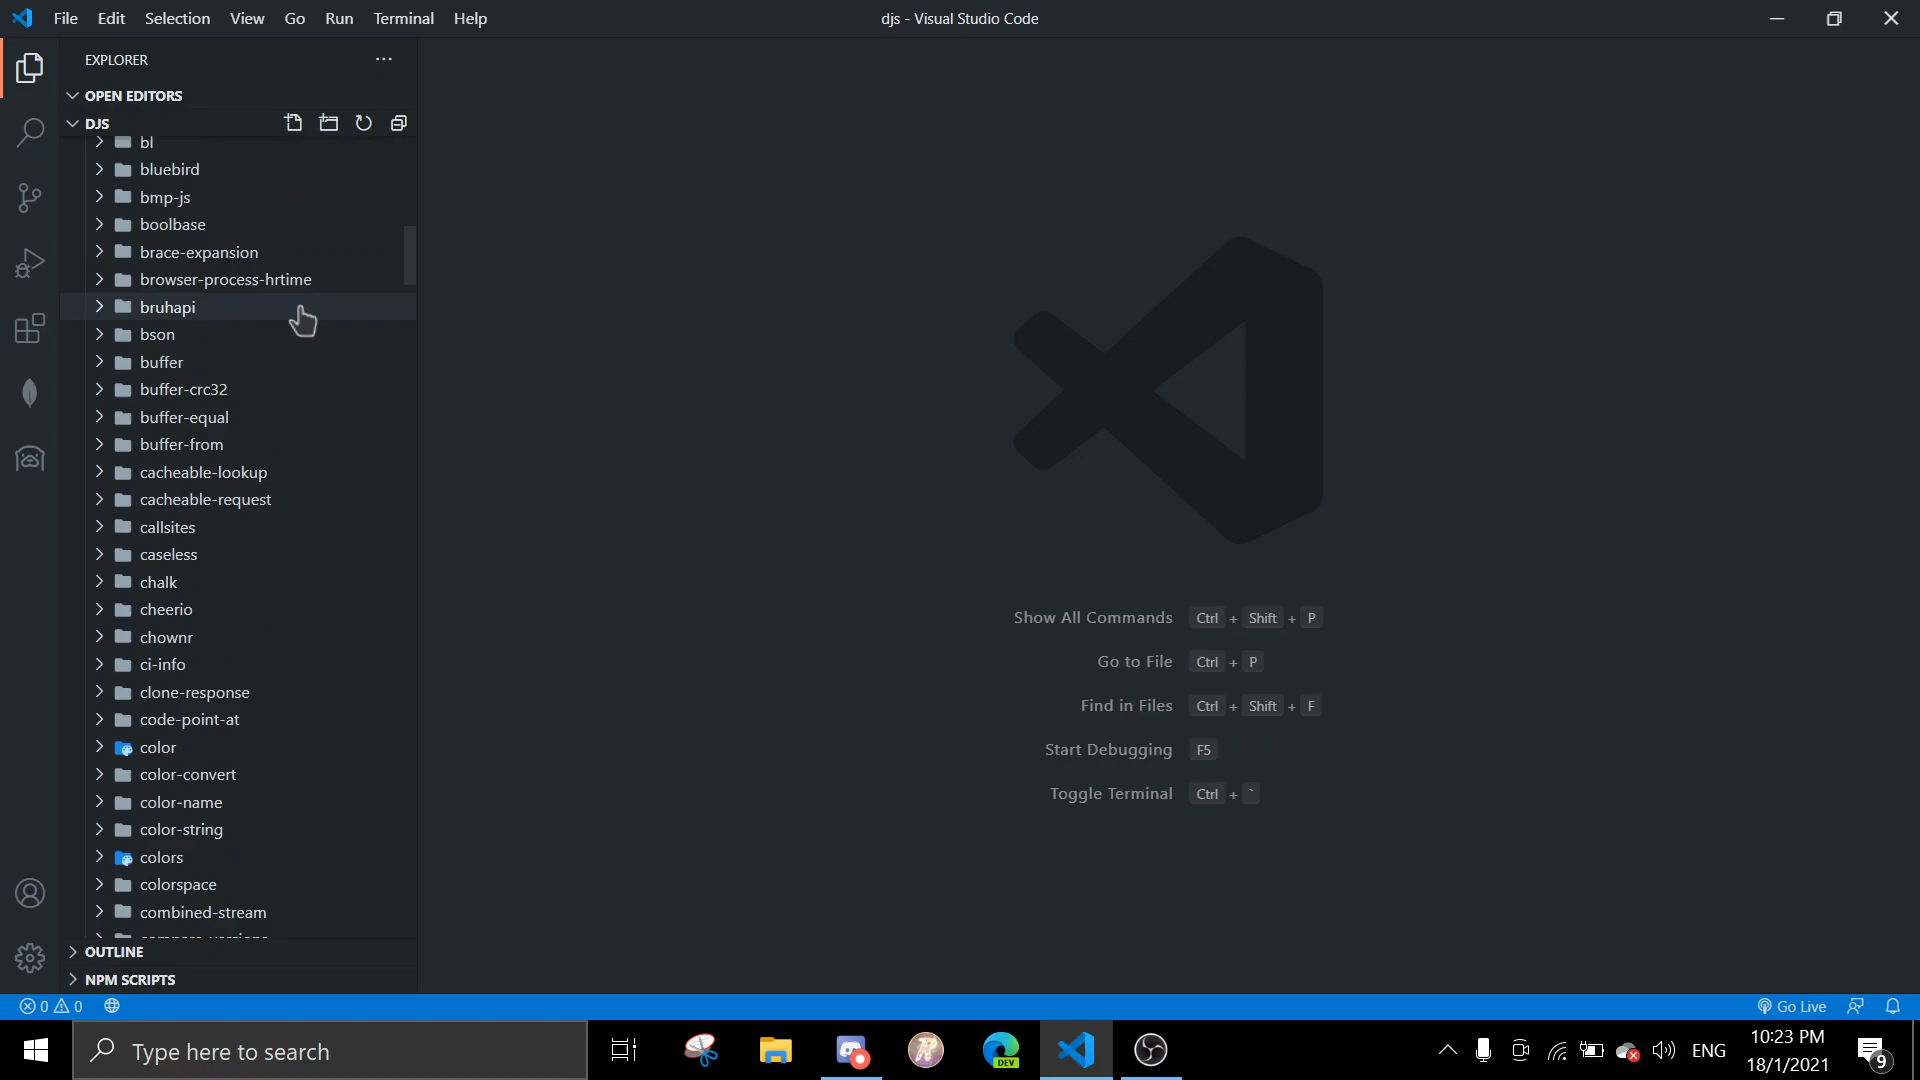 File Edit Selection View Go Run Terminal Help
djs - Visual Studio Code
EXPLORER
OPEN EDITORS
DJS
bl
bluebird
bmp-js
boolbase
brace-expansion
browser-process-hrtime
bruhapi
bson
buffer
buffer-crc32
buffer-equal
buffer-from
cacheable-lookup
cacheable-request
callsites
caseless
chalk
cheerio
chownr
ci-info
clone-response
code-point-at
color
color-convert
color-name
color-string
colors
colorspace
combined-stream
OUTLINE
NPM SCRIPTS
Show All Commands Ctrl + Shift + P
Go to File Ctrl + P
Find in Files Ctrl + Shift + F
Start Debugging F5
Toggle Terminal Ctrl + `
0 0
Go Live
Type here to search
DEV
ENG
10:23 PM
18/1/2021
9